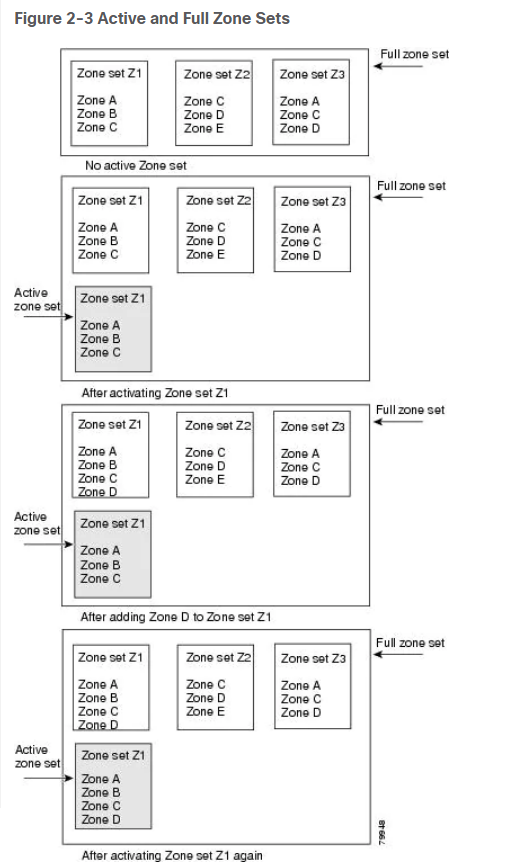 Figure 2-3 Active and Full Zone Sets
Full zone set
Zone set Z1
Zone A
Zone B
Zone C
Zone set Z2
Zone C
Zone D
Zone E
Zone set Z3
Zone A
Zone C
Zone D
No active Zone set
Full zone set
Zone set Z1
Zone A
Zone B
Zone C
Zone set Z2
Zone C
Zone D
Zone E
Zone set Z3
Zone A
Zone C
Zone D
Active
zone set
Zone set Z1
Zone A
Zone B
Zone C
After activating Zone set Z1
Full zone set
Zone set Z1
Zone A
Zone B
Zone C
Zone D
Zone set Z2
Zone C
Zone D
Zone E
Zone set Z3
Zone A
Zone C
Zone D
Active
zone set
Zone set Z1
Zone A
Zone B
Zone C
After adding Zone D to Zone set Z1
Full zone set
Zone set Z1
Zone A
Zone B
Zone C
Zone D
Zone set Z2
Zone C
Zone D
Zone E
Zone set Z3
Zone A
Zone C
Zone D
Active
zone set
Zone set Z1
Zone A
Zone B
Zone C
Zone D
79948
After activating Zone set Z1 again